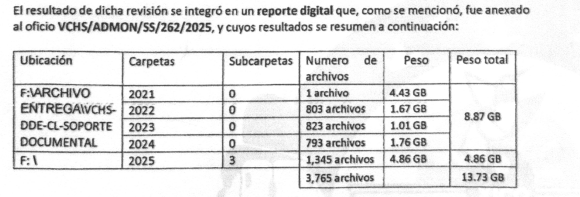 El resultado de dicha revisión se integró en un reporte digital que, como se mencionó, fue anexado
al oficio VCHS/ADMON/SS/262/2025, y cuyos resultados se resumen a continuación:
Ubicación Carpetas Subcarpetas Numero de archivos Peso Peso total
F:\ARCHIVO ENTREGA\VCHS-DDE-CL-SOPORTE DOCUMENTAL 2021 0 1 archivo 4.43 GB 8.87 GB
2022 0 803 archivos 1.67 GB
2023 0 823 archivos 1.01 GB
2024 0 793 archivos 1.76 GB
F: \ 2025 3 1,345 archivos 4.86 GB 4.86 GB
3,765 archivos 13.73 GB